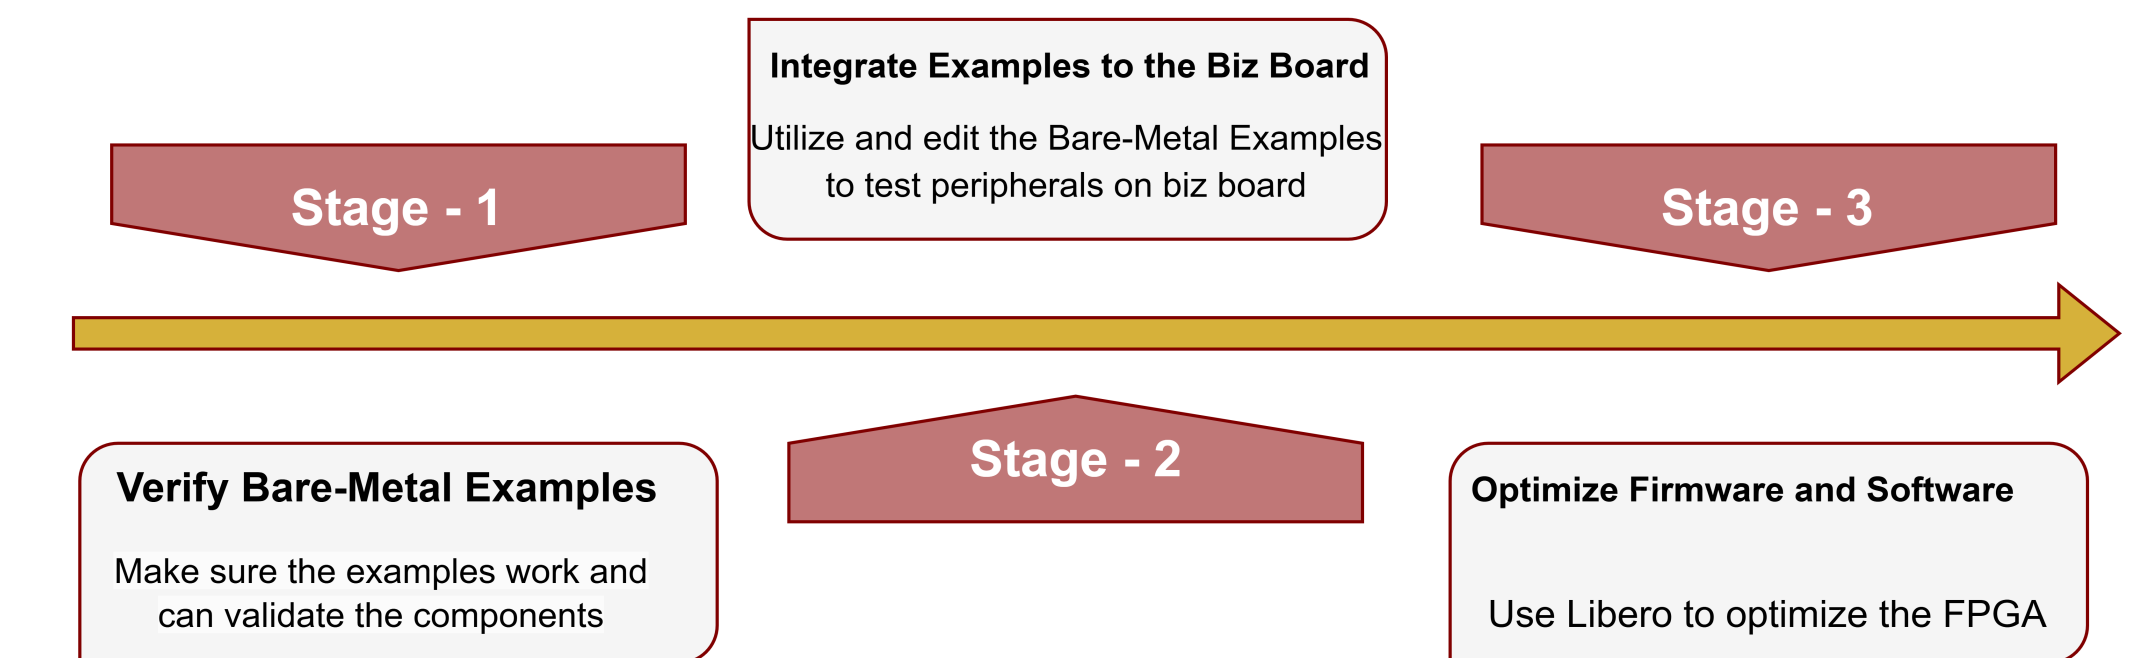 Stage - 1
Verify Bare-Metal Examples
Make sure the examples work and
can validate the components
Integrate Examples to the Biz Board
Utilize and edit the Bare-Metal Examples
to test peripherals on biz board
Stage - 2
Stage - 3
Optimize Firmware and Software
Use Libero to optimize the FPGA